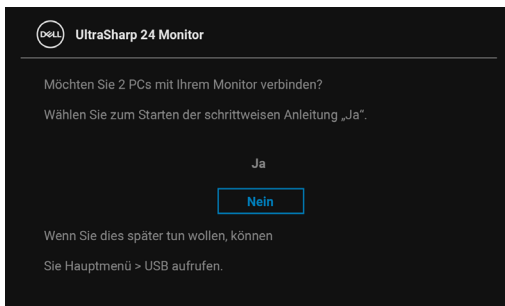 DELL UltraSharp 24 Monitor
Möchten Sie 2 PCs mit Ihrem Monitor verbinden?
Wählen Sie zum Starten der schrittweisen Anleitung „Ja“.
Ja
Nein
Wenn Sie dies später tun wollen, können
Sie Hauptmenü > USB aufrufen.